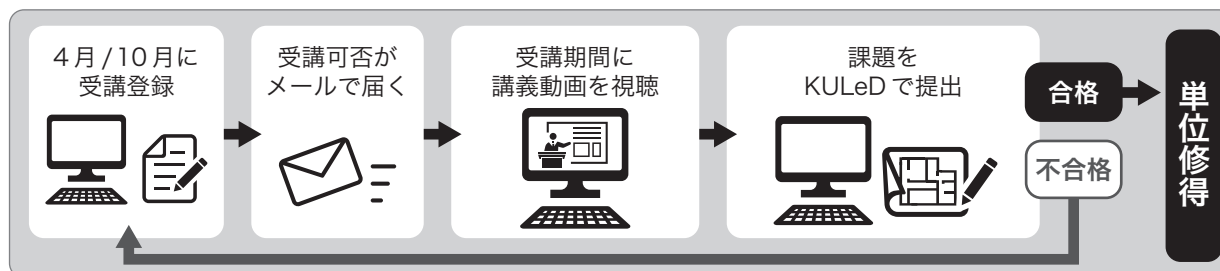 4月/10月に
受講登録
受講可否が
メールで届く
受講期間に
講義動画を視聴
課題を
KULeDで提出
合格
不合格
単位修得